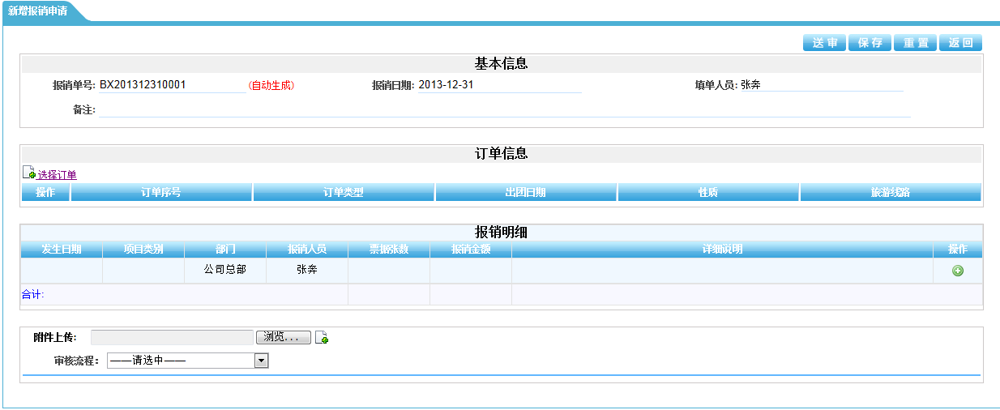 新增报销申请
送 审 保 存 重 置 返 回
基本信息
报销单号: BX201312310001 (自动生成) 报销日期: 2013-12-31 填单人员: 张奔
备注:
订单信息
选择订单
操作 订单序号 订单类型 出团日期 性质 旅游线路
报销明细
发生日期 项目类别 部门 报销人员 票据张数 报销金额 详细说明 操作
公司总部 张奔
合计:
附件上传: 浏览...
审核流程: ——请选中——